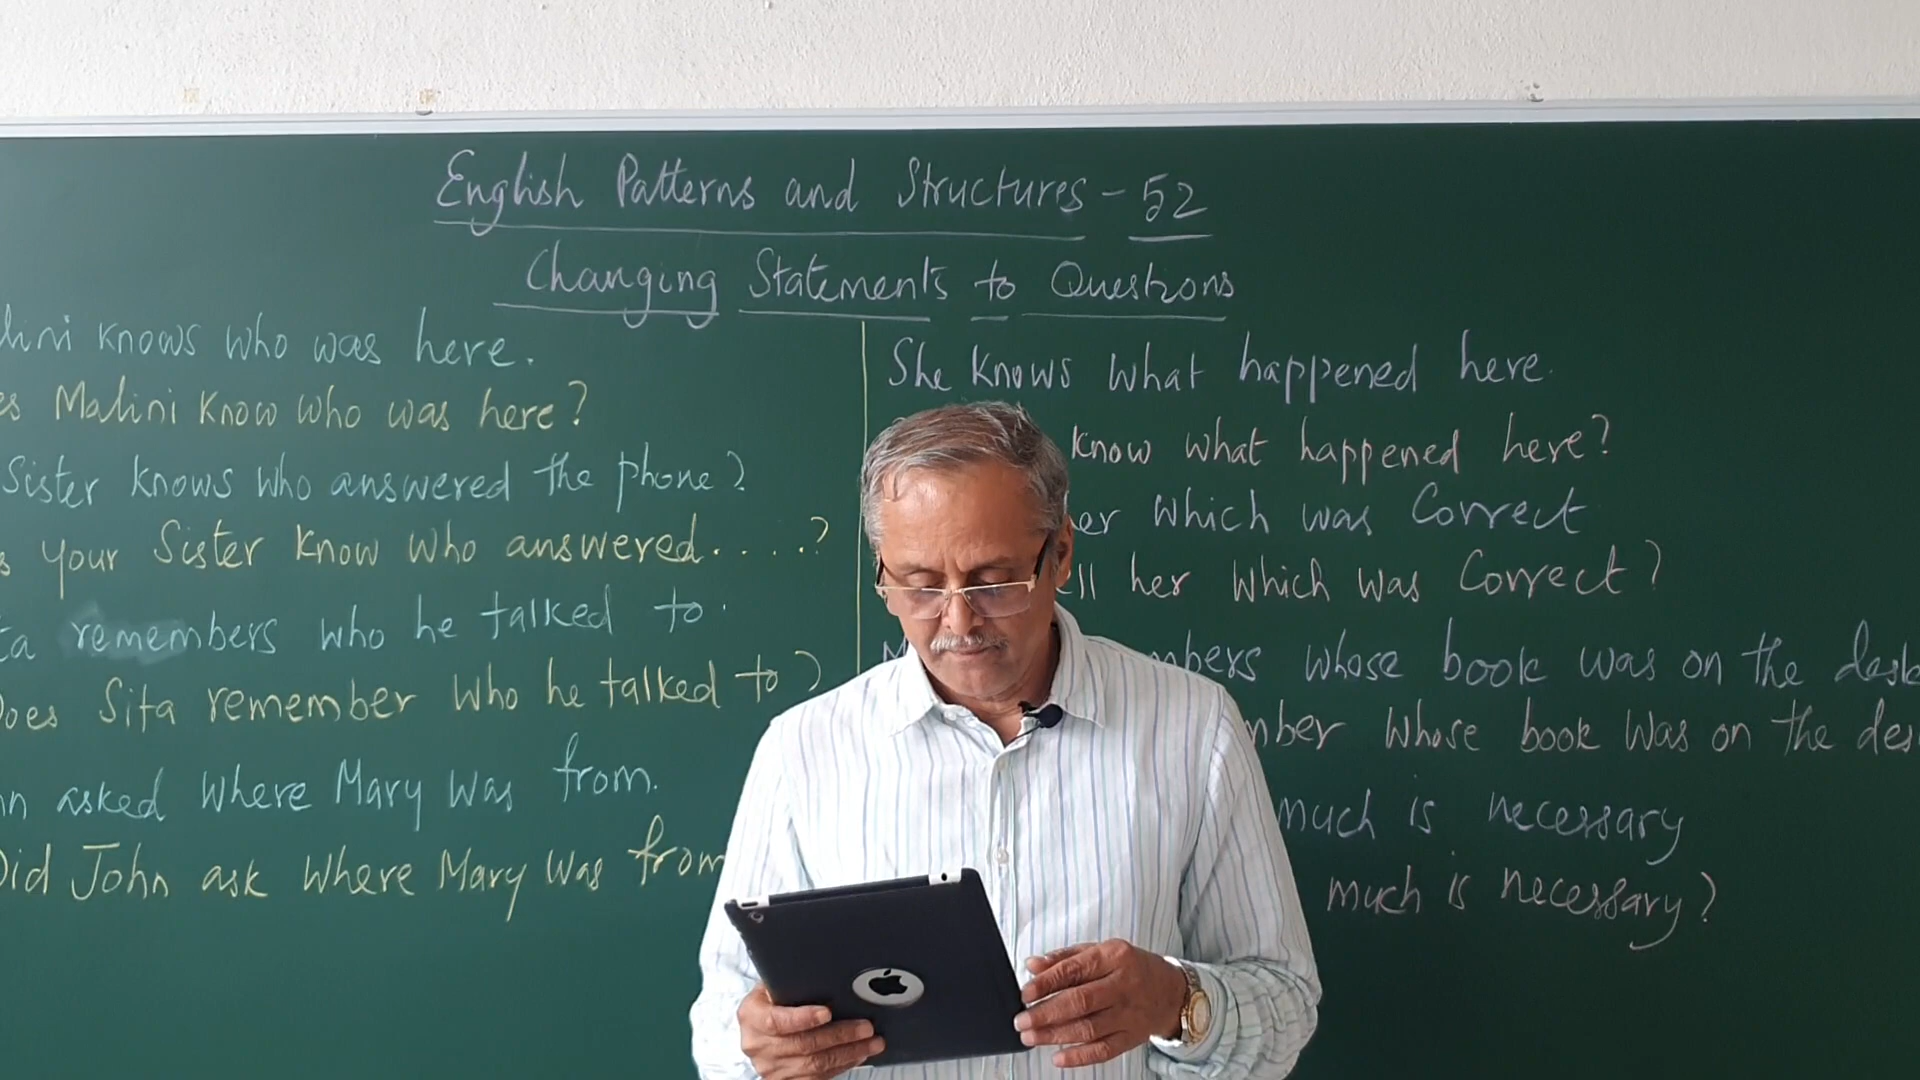 English Patterns and Structures - 52
Changing Statements to Questions
lini knows who was here.
es Malini know who was here?
Sister knows who answered the phone?
s your Sister know who answered.....?
ta remembers who he talked to.
Does Sita remember who he talked to?
hn asked where Mary was from.
Did John ask where Mary was from
She knows what happened here.
know what happened here?
er which was Correct
ll her which was Correct?
mbers whose book was on the desk
mber whose book was on the des
much is necessary
much is necessary?